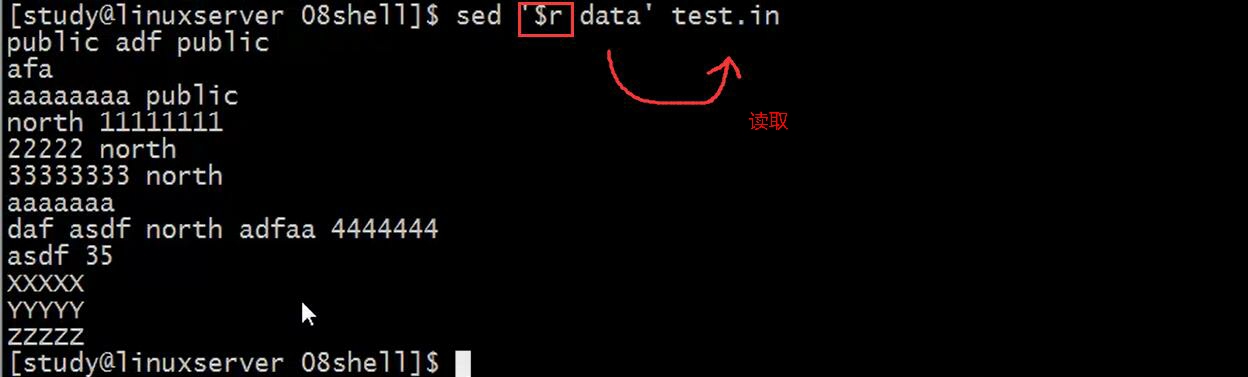 [study@linuxserver 08shell]$ sed '$r data' test.in
public adf public
afa
aaaaaaaa public
north 11111111
22222 north
33333333 north
aaaaaaa
daf asdf north adfaa 4444444
asdf 35
XXXXX
YYYYY
ZZZZZ
[study@linuxserver 08shell]$
读取